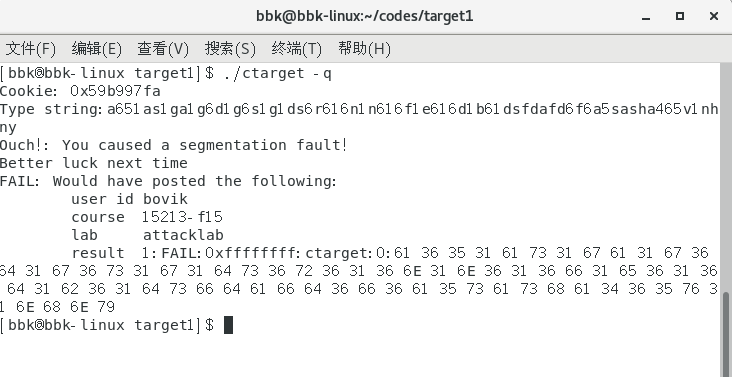 bbk@bbk-linux:~/codes/target1
文件(F) 编辑(E) 查看(V) 搜索(S) 终端(T) 帮助(H)
[bbk@bbk-linux target1]$ ./ctarget -q
Cookie: 0x59b997fa
Type string:a651as1ga1g6d1g6s1g1ds6r616n1n616f1e616d1b61dsfdafd6f6a5sasha465v1nh
ny
Ouch!: You caused a segmentation fault!
Better luck next time
FAIL: Would have posted the following:
user id bovik
course 15213-f15
lab attacklab
result 1:FAIL:0xffffffff:ctarget:0:61 36 35 31 61 73 31 67 61 31 67 36
64 31 67 36 73 31 67 31 64 73 36 72 36 31 36 6E 31 6E 36 31 36 66 31 65 36 31 36
64 31 62 36 31 64 73 66 64 61 66 64 36 66 36 61 35 73 61 73 68 61 34 36 35 76 3
1 6E 68 6E 79
[bbk@bbk-linux target1]$